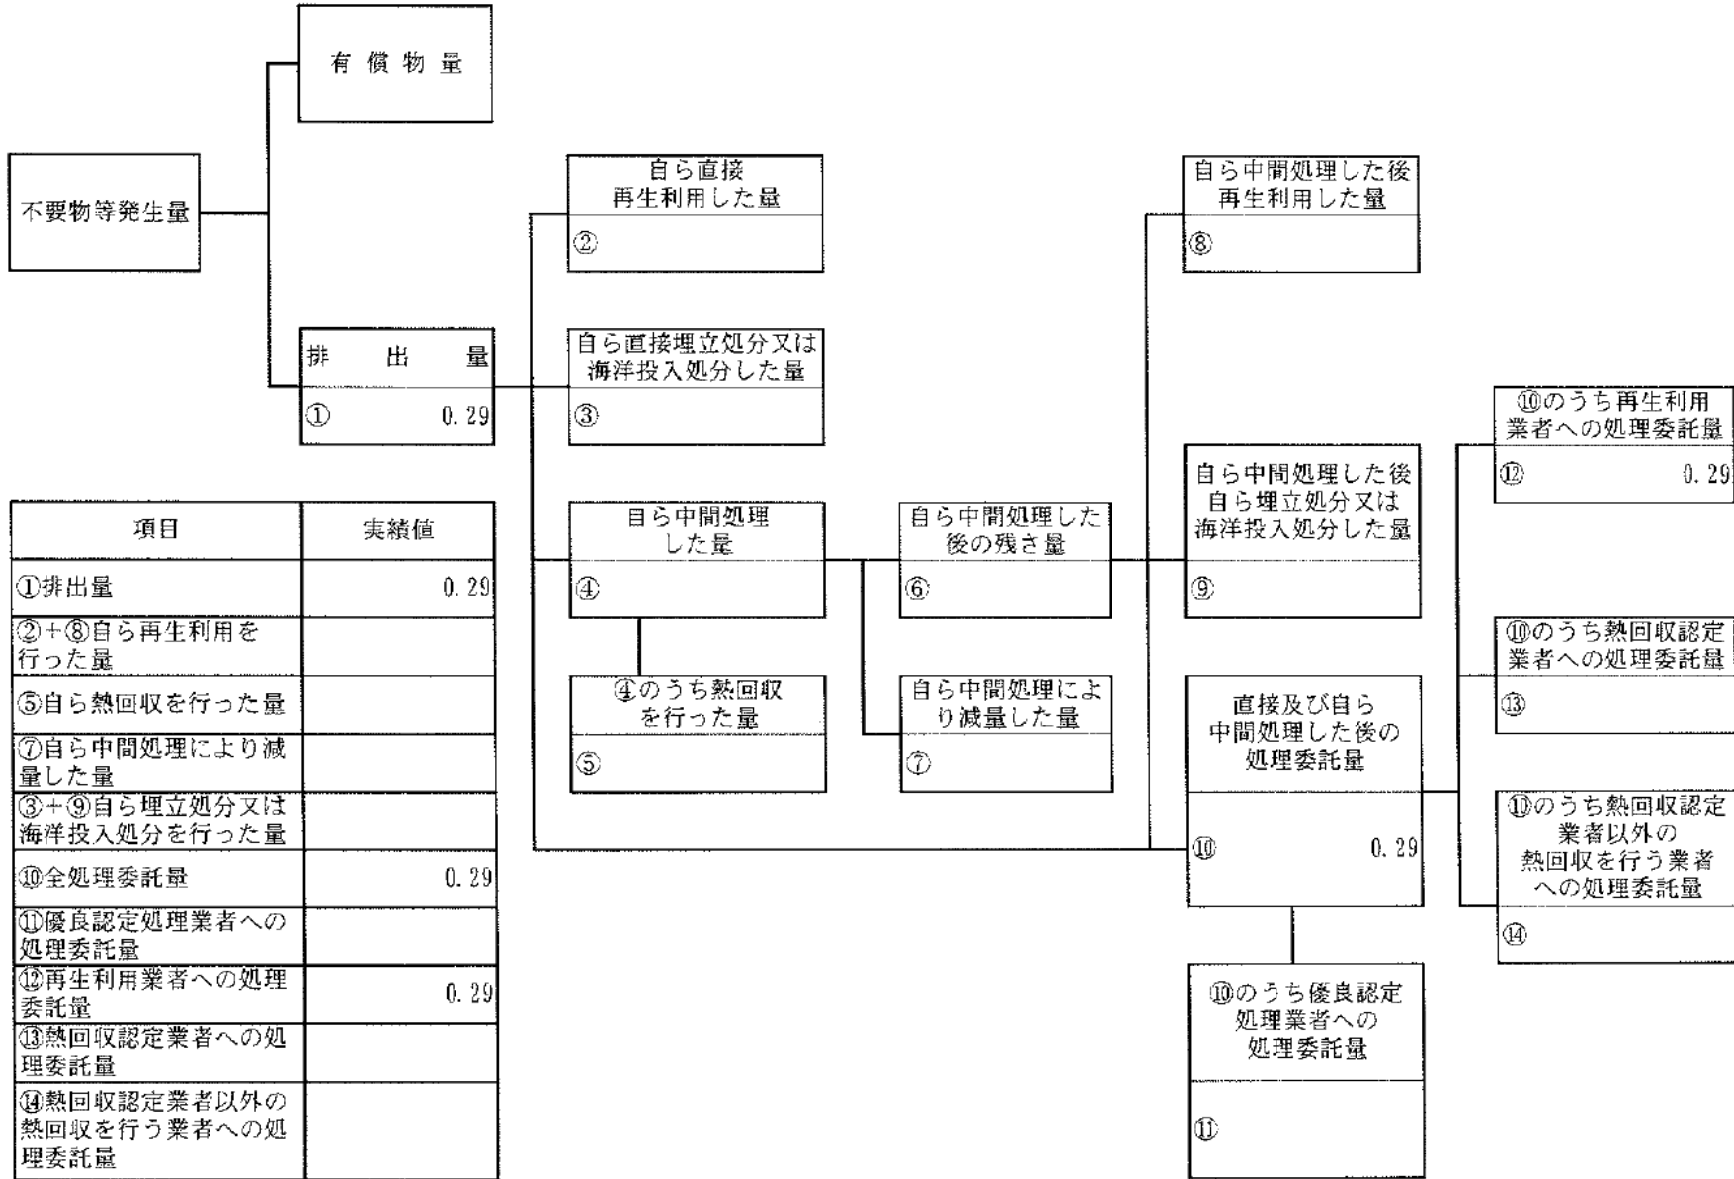 有償物量
不要物等発生量
自ら直接
再生利用した量
②
自ら中間処理した後
再生利用した量
⑧
排出量
① 0.29
自ら直接埋立処分又は
海洋投入処分した量
③
⑩のうち再生利用
業者への処理委託量
⑫ 0.29
自ら中間処理
した量
④
自ら中間処理した
後の残さ量
⑥
自ら中間処理した後
自ら埋立処分又は
海洋投入処分した量
⑨
⑩のうち熱回収認定
業者への処理委託量
⑬
④のうち熱回収
を行った量
⑤
自ら中間処理によ
り減量した量
⑦
直接及び自ら
中間処理した後の
処理委託量
⑩ 0.29
⑩のうち熱回収認定
業者以外の
熱回収を行う業者
への処理委託量
⑭
⑩のうち優良認定
処理業者への
処理委託量
⑪
項目 実績値
①排出量 0.29
②+⑧自ら再生利用を
行った量
⑤自ら熱回収を行った量
⑦自ら中間処理により減
量した量
③+⑨自ら埋立処分又は
海洋投入処分を行った量
⑩全処理委託量 0.29
⑪優良認定処理業者への
処理委託量
⑫再生利用業者への処理
委託量 0.29
⑬熱回収認定業者への処
理委託量
⑭熱回収認定業者以外の
熱回収を行う業者への処
理委託量